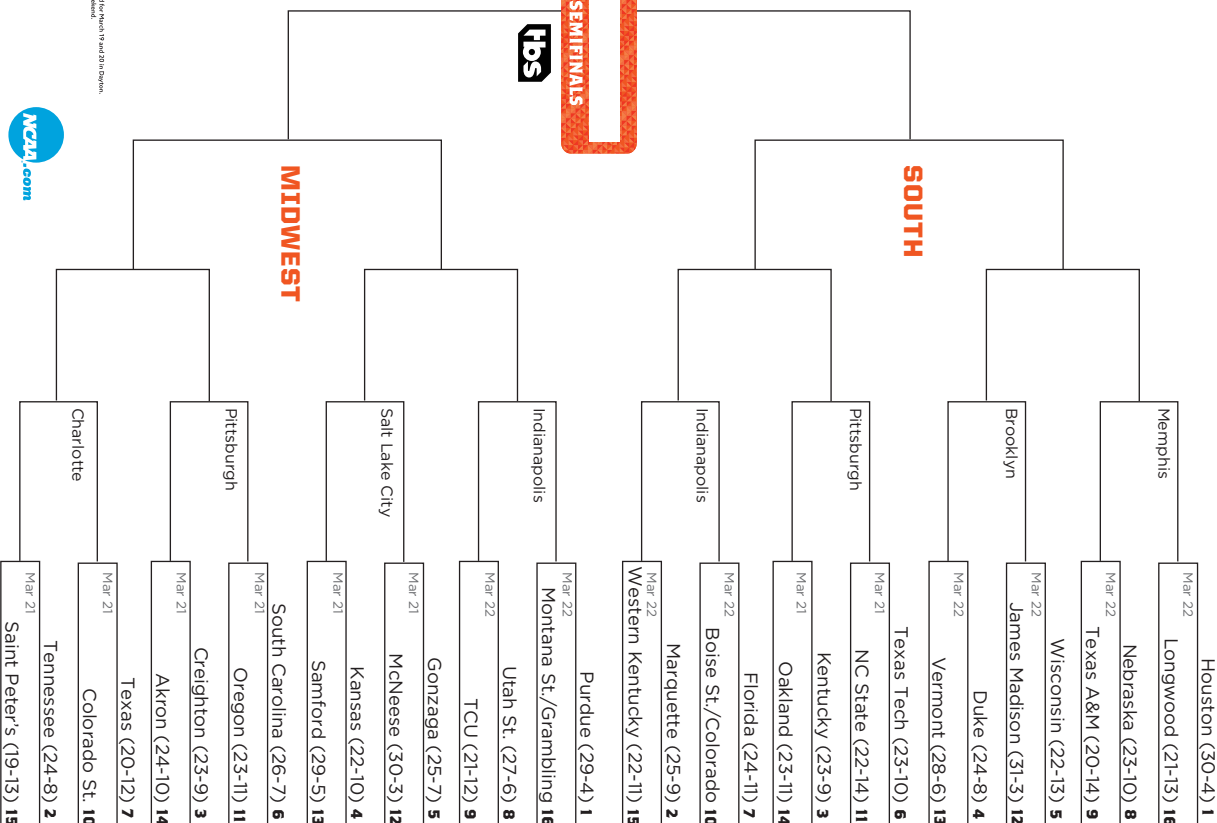 Houston (30-4) 1
Mar 22
Longwood (21-13) 16
Memphis
Nebraska (23-10) 8
Mar 22
Texas A&M (20-14) 9
Wisconsin (22-13) 5
Mar 22
James Madison (31-3) 12
Brooklyn
Duke (24-8) 4
Mar 22
Vermont (28-6) 13
SOUTH
Texas Tech (23-10) 6
Mar 21
NC State (22-14) 11
Pittsburgh
Kentucky (23-9) 3
Mar 21
Oakland (23-11) 14
Florida (24-11) 7
Mar 22
Boise St./Colorado 10
Indianapolis
Marquette (25-9) 2
Mar 22
Western Kentucky (22-11) 15
SEMIFINALS
tbs
Purdue (29-4) 1
Mar 22
Montana St./Grambling 16
Indianapolis
Utah St. (27-6) 8
Mar 22
TCU (21-12) 9
Gonzaga (25-7) 5
Mar 21
McNeese (30-3) 12
Salt Lake City
Kansas (22-10) 4
Mar 21
Samford (29-5) 13
MIDWEST
South Carolina (26-7) 6
Mar 21
Oregon (23-11) 11
Pittsburgh
Creighton (23-9) 3
Mar 21
Akron (24-10) 14
Texas (20-12) 7
Mar 21
Colorado St. 10
Charlotte
Tennessee (24-8) 2
Mar 21
Saint Peter's (19-13) 15
for March 19 and 20 in Dayton.
NCAA.com